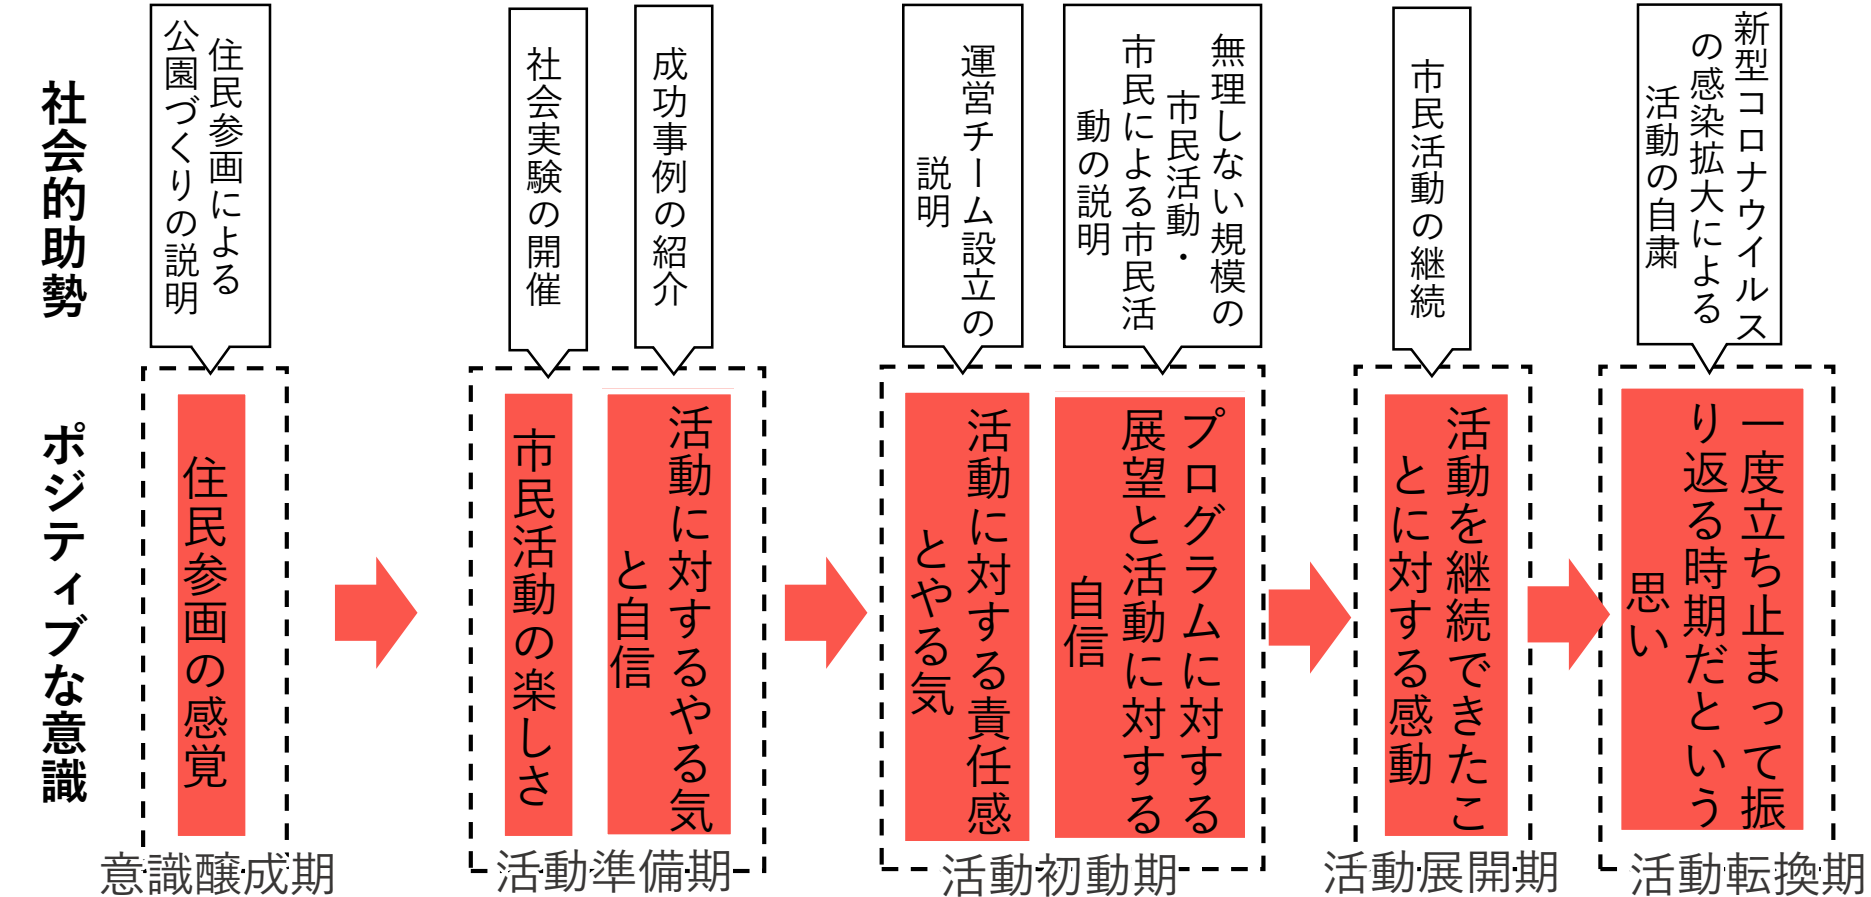 社会的助勢
住民参画による
公園づくりの説明
社会実験の開催
成功事例の紹介
運営チーム設立の
説明
無理しない規模の
市民活動・
市民による市民活
動の説明
市民活動の継続
新型コロナウイルス
の感染拡大による
活動の自粛
ポジティブな意識
住民参画の感覚
市民活動の楽しさ
活動に対するやる気
と自信
活動に対する責任感
とやる気
プログラムに対する
展望と活動に対する
自信
活動を継続できたこ
とに対する感動
一度立ち止まって振
り返る時期だという
思い
意識醸成期
活動準備期
活動初動期
活動展開期
活動転換期